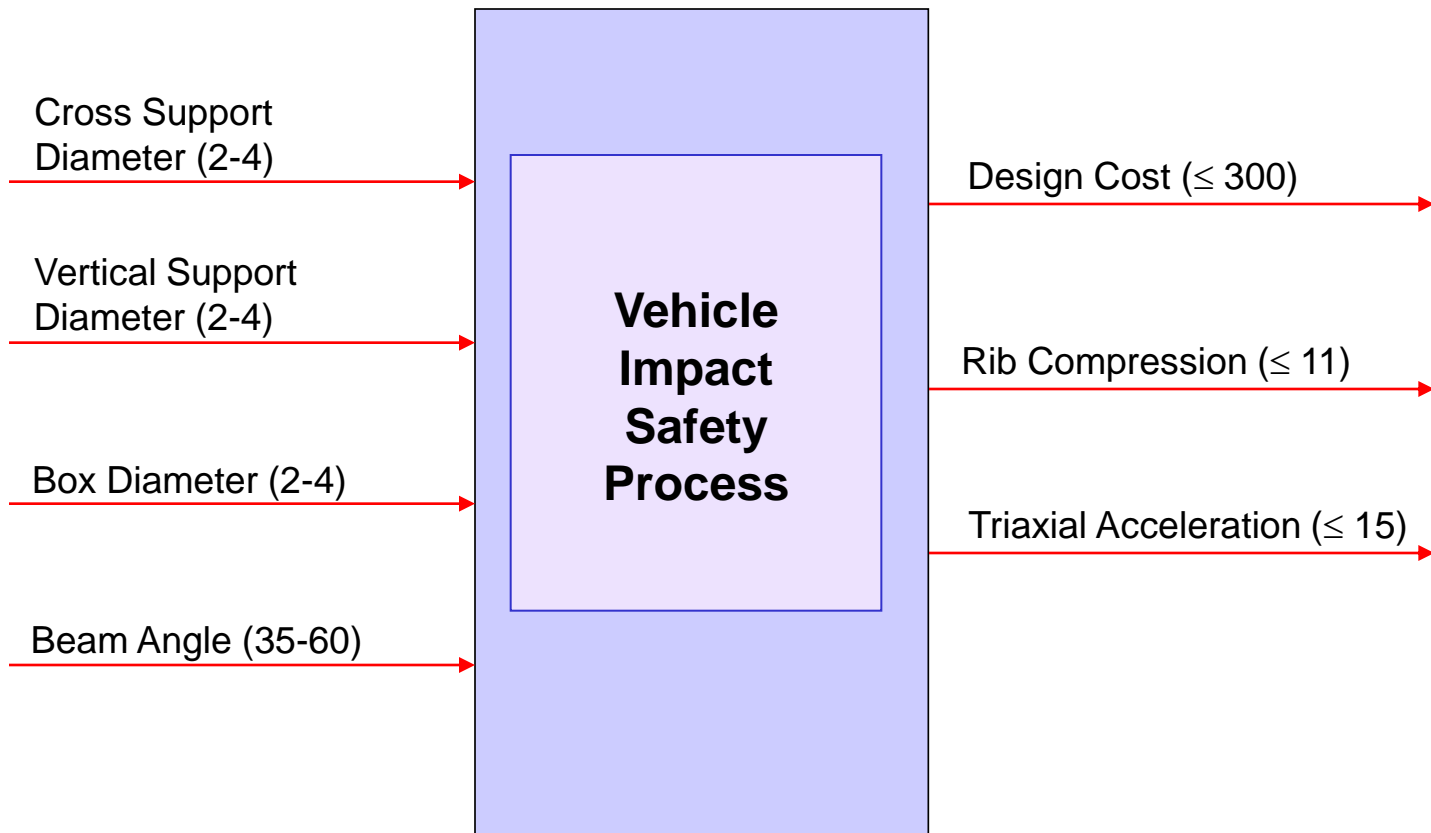 Cross Support
Diameter (2-4)
Vertical Support
Diameter (2-4)
Box Diameter (2-4)
Beam Angle (35-60)
Vehicle
Impact
Safety
Process
Design Cost (≤ 300)
Rib Compression (≤ 11)
Triaxial Acceleration (≤ 15)